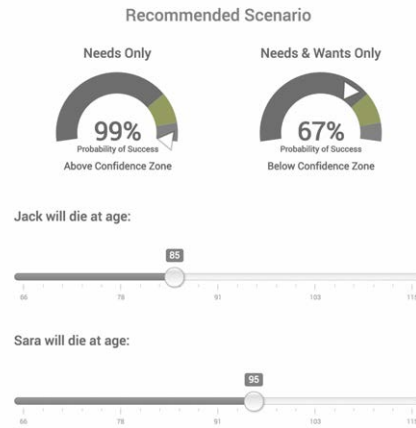 Recommended Scenario
Needs Only
Needs & Wants Only
99%
67%
Probability of Success
Probability of Success
Above Confidence Zone
Below Confidence Zone
Jack will die at age:
85
66 78 91 103
Sara will die at age:
95
66 78 91 103